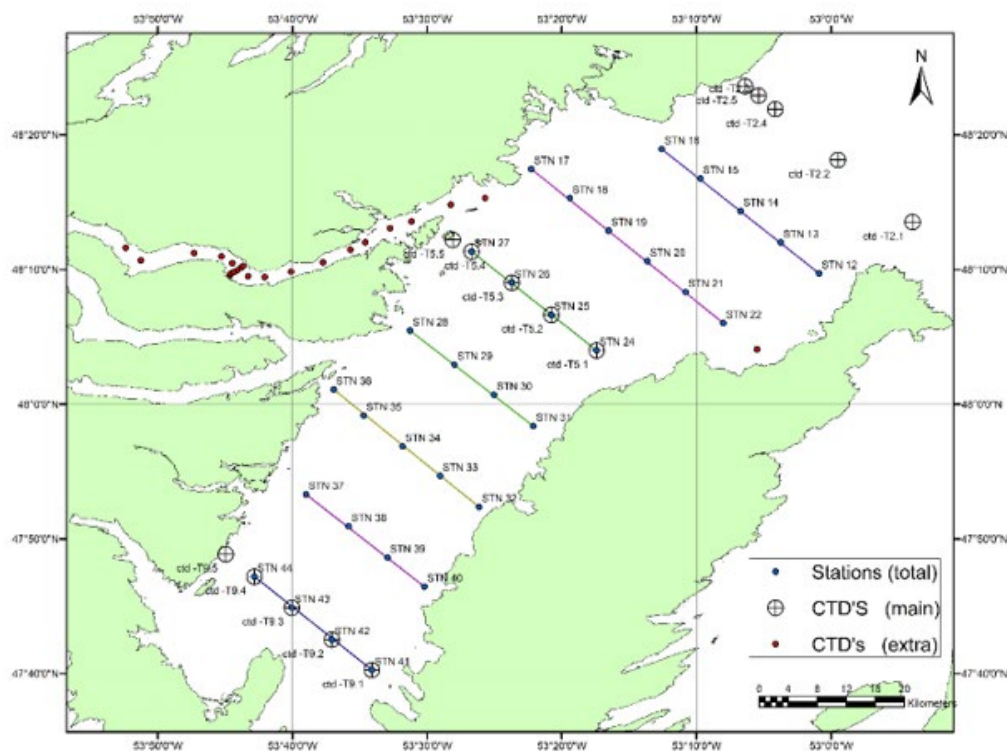 53°50'0"W 53°40'0"W 53°30'0"W 53°20'0"W 53°10'0"W 53°0'0"W
N
ctd -T2.5
ctd -T2.4
48°20'0"N 48°20'0"N
STN 16
STN 17
STN 15
ctd -T2.2
STN 18
STN 14
STN 19
STN 13
ctd -T2.1
STN 27
ctd -T5.5
ctd -T5.4
STN 20
STN 12
48°10'0"N 48°10'0"N
STN 26
ctd -T5.3
STN 21
STN 25
ctd -T5.2
STN 22
STN 28
STN 24
ctd -T5.1
STN 29
STN 30
STN 36
48°0'0"N 48°0'0"N
STN 35
STN 31
STN 34
STN 33
STN 37
STN 32
STN 38
47°50'0"N 47°50'0"N
STN 39
ctd -T9.5
STN 44
ctd -T9.4
STN 40
Stations (total)
STN 43
ctd -T9.3
CTD'S (main)
STN 42
ctd -T9.2
CTD's (extra)
STN 41
ctd -T9.1
47°40'0"N 47°40'0"N
0 4 8 12 16 20
Kilometers
53°50'0"W 53°40'0"W 53°30'0"W 53°20'0"W 53°10'0"W 53°0'0"W